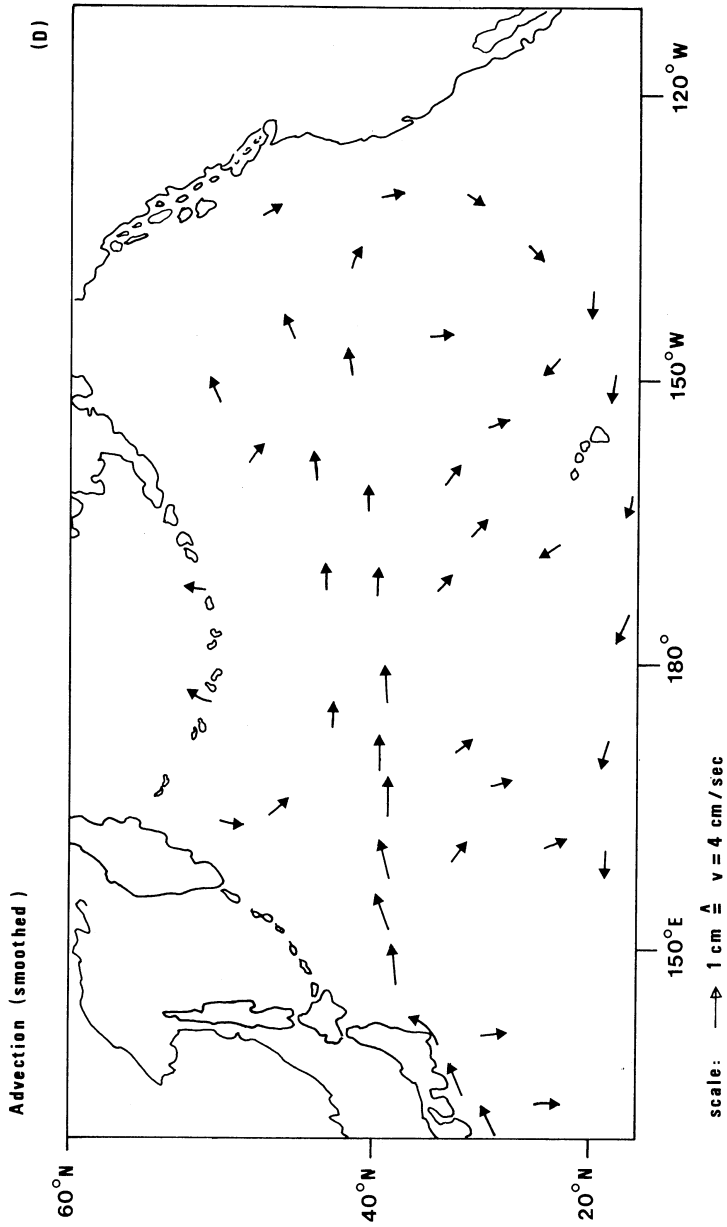 Advection (smoothed)
(D)
60°N
40°N
20°N
150°E
180°
150°W
120°W
scale: → 1 cm ≙ v = 4 cm/sec